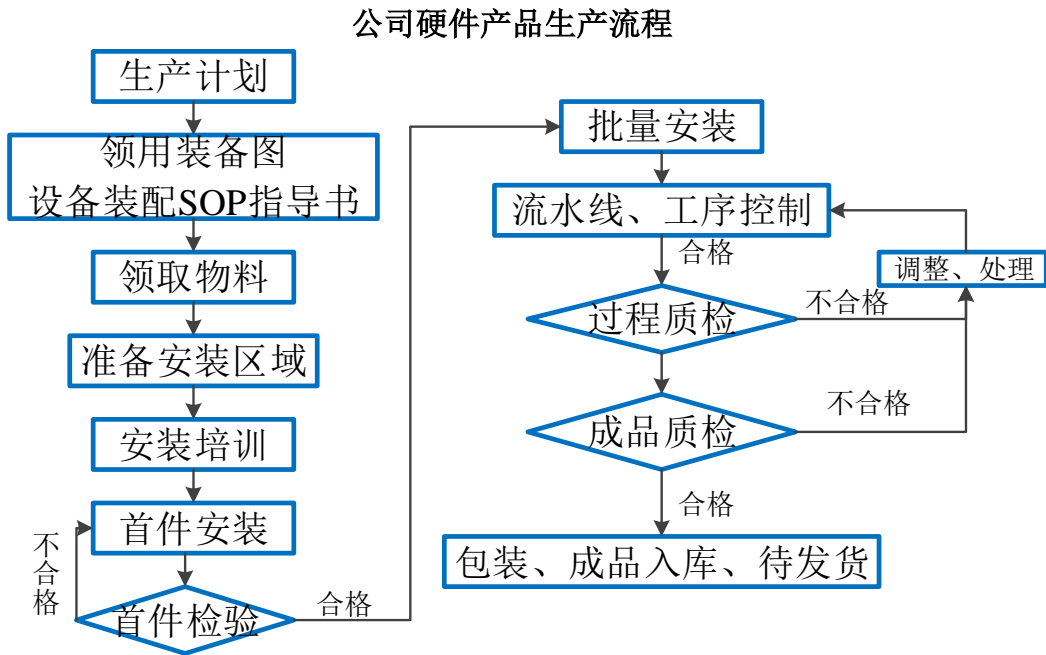 公司硬件产品生产流程
生产计划
领用装备图
设备装配SOP指导书
领取物料
准备安装区域
安装培训
首件安装
不合格
首件检验
合格
批量安装
流水线、工序控制
合格
调整、处理
过程质检
不合格
成品质检
不合格
合格
包装、成品入库、待发货